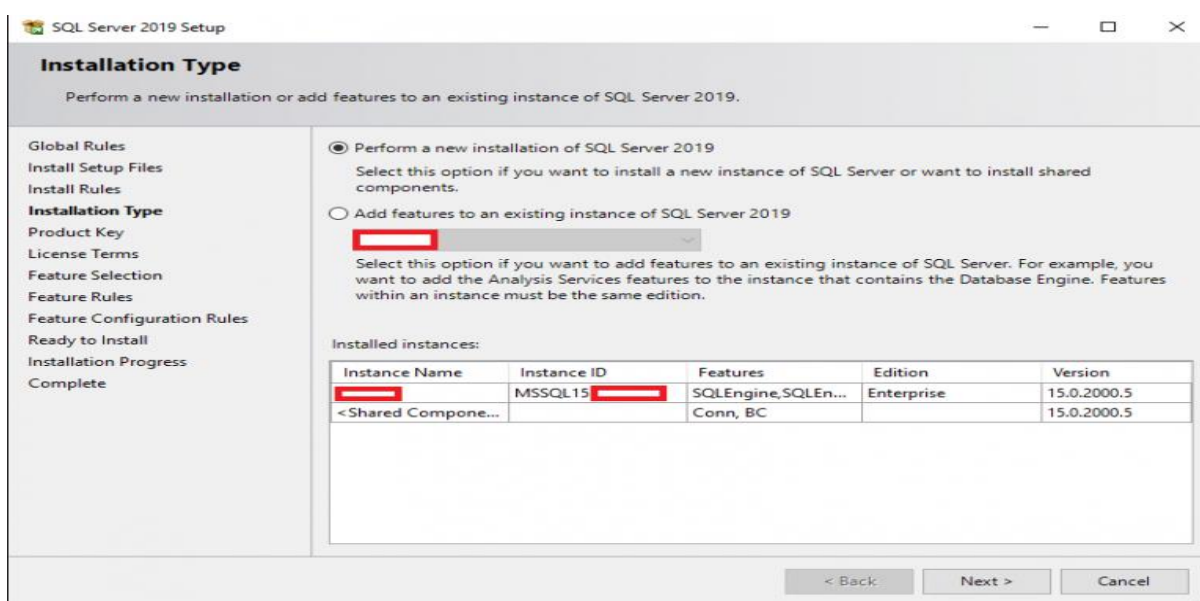 SQL Server 2019 Setup
Installation Type
Perform a new installation or add features to an existing instance of SQL Server 2019.
Global Rules
Install Setup Files
Install Rules
Installation Type
Product Key
License Terms
Feature Selection
Feature Rules
Feature Configuration Rules
Ready to Install
Installation Progress
Complete
Perform a new installation of SQL Server 2019
Select this option if you want to install a new instance of SQL Server or want to install shared
components.
Add features to an existing instance of SQL Server 2019
Select this option if you want to add features to an existing instance of SQL Server. For example, you
want to add the Analysis Services features to the instance that contains the Database Engine. Features
within an instance must be the same edition.
Installed instances:
Instance Name Instance ID Features Edition Version
MSSQL15 SQLEngine,SQLEn... Enterprise 15.0.2000.5
<Shared Compone... Conn, BC 15.0.2000.5
< Back Next > Cancel